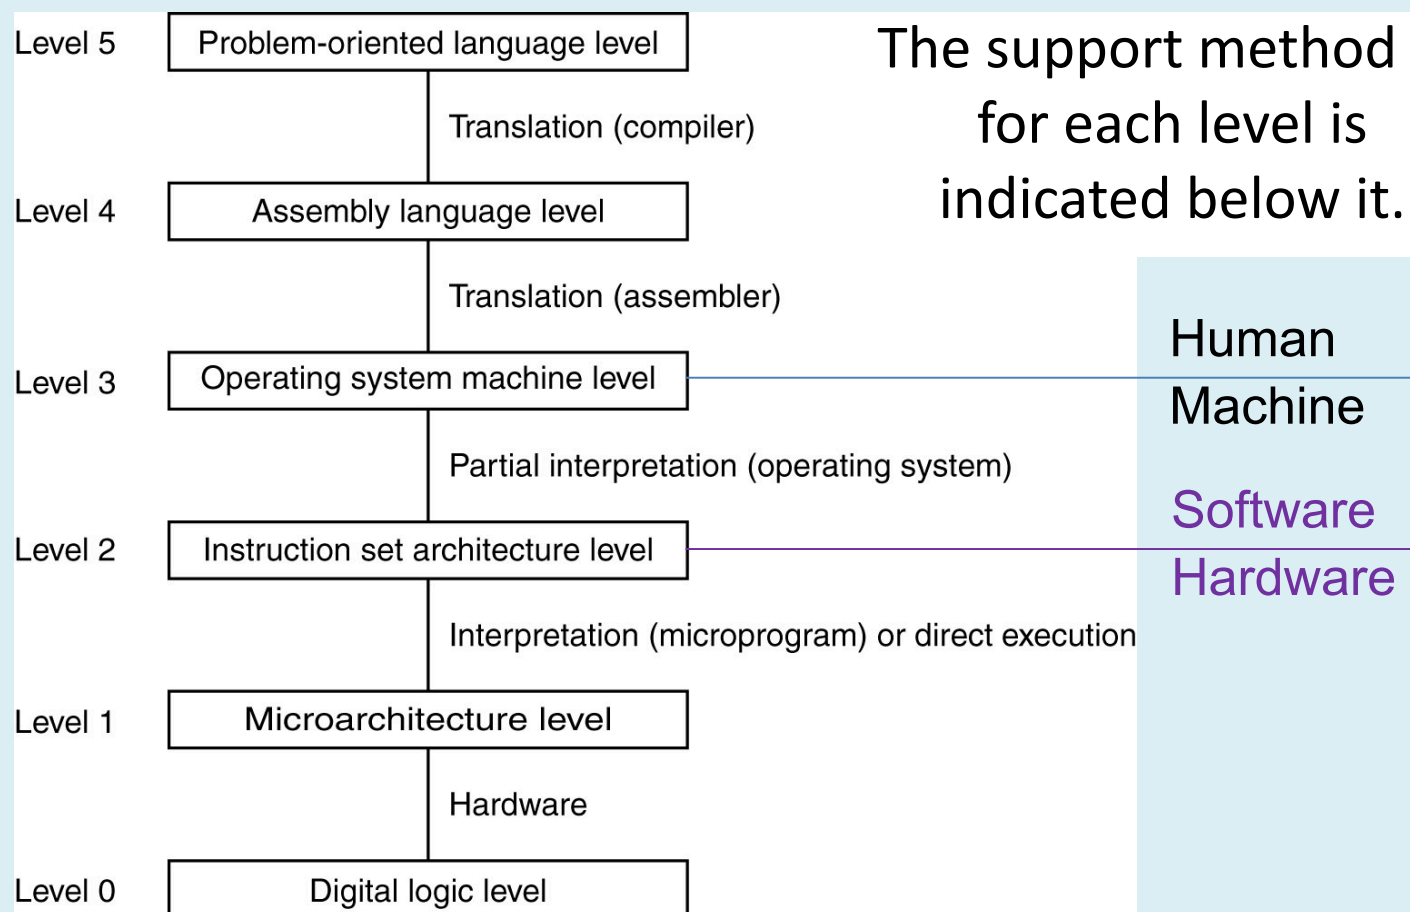 Level 5
Problem-oriented language level
The support method
for each level is
indicated below it.
Translation (compiler)
Level 4
Assembly language level
Translation (assembler)
Human
Level 3
Operating system machine level
Machine
Partial interpretation (operating system)
Software
Level 2
Instruction set architecture level
Hardware
Interpretation (microprogram) or direct execution
Level 1
Microarchitecture level
Hardware
Level 0
Digital logic level